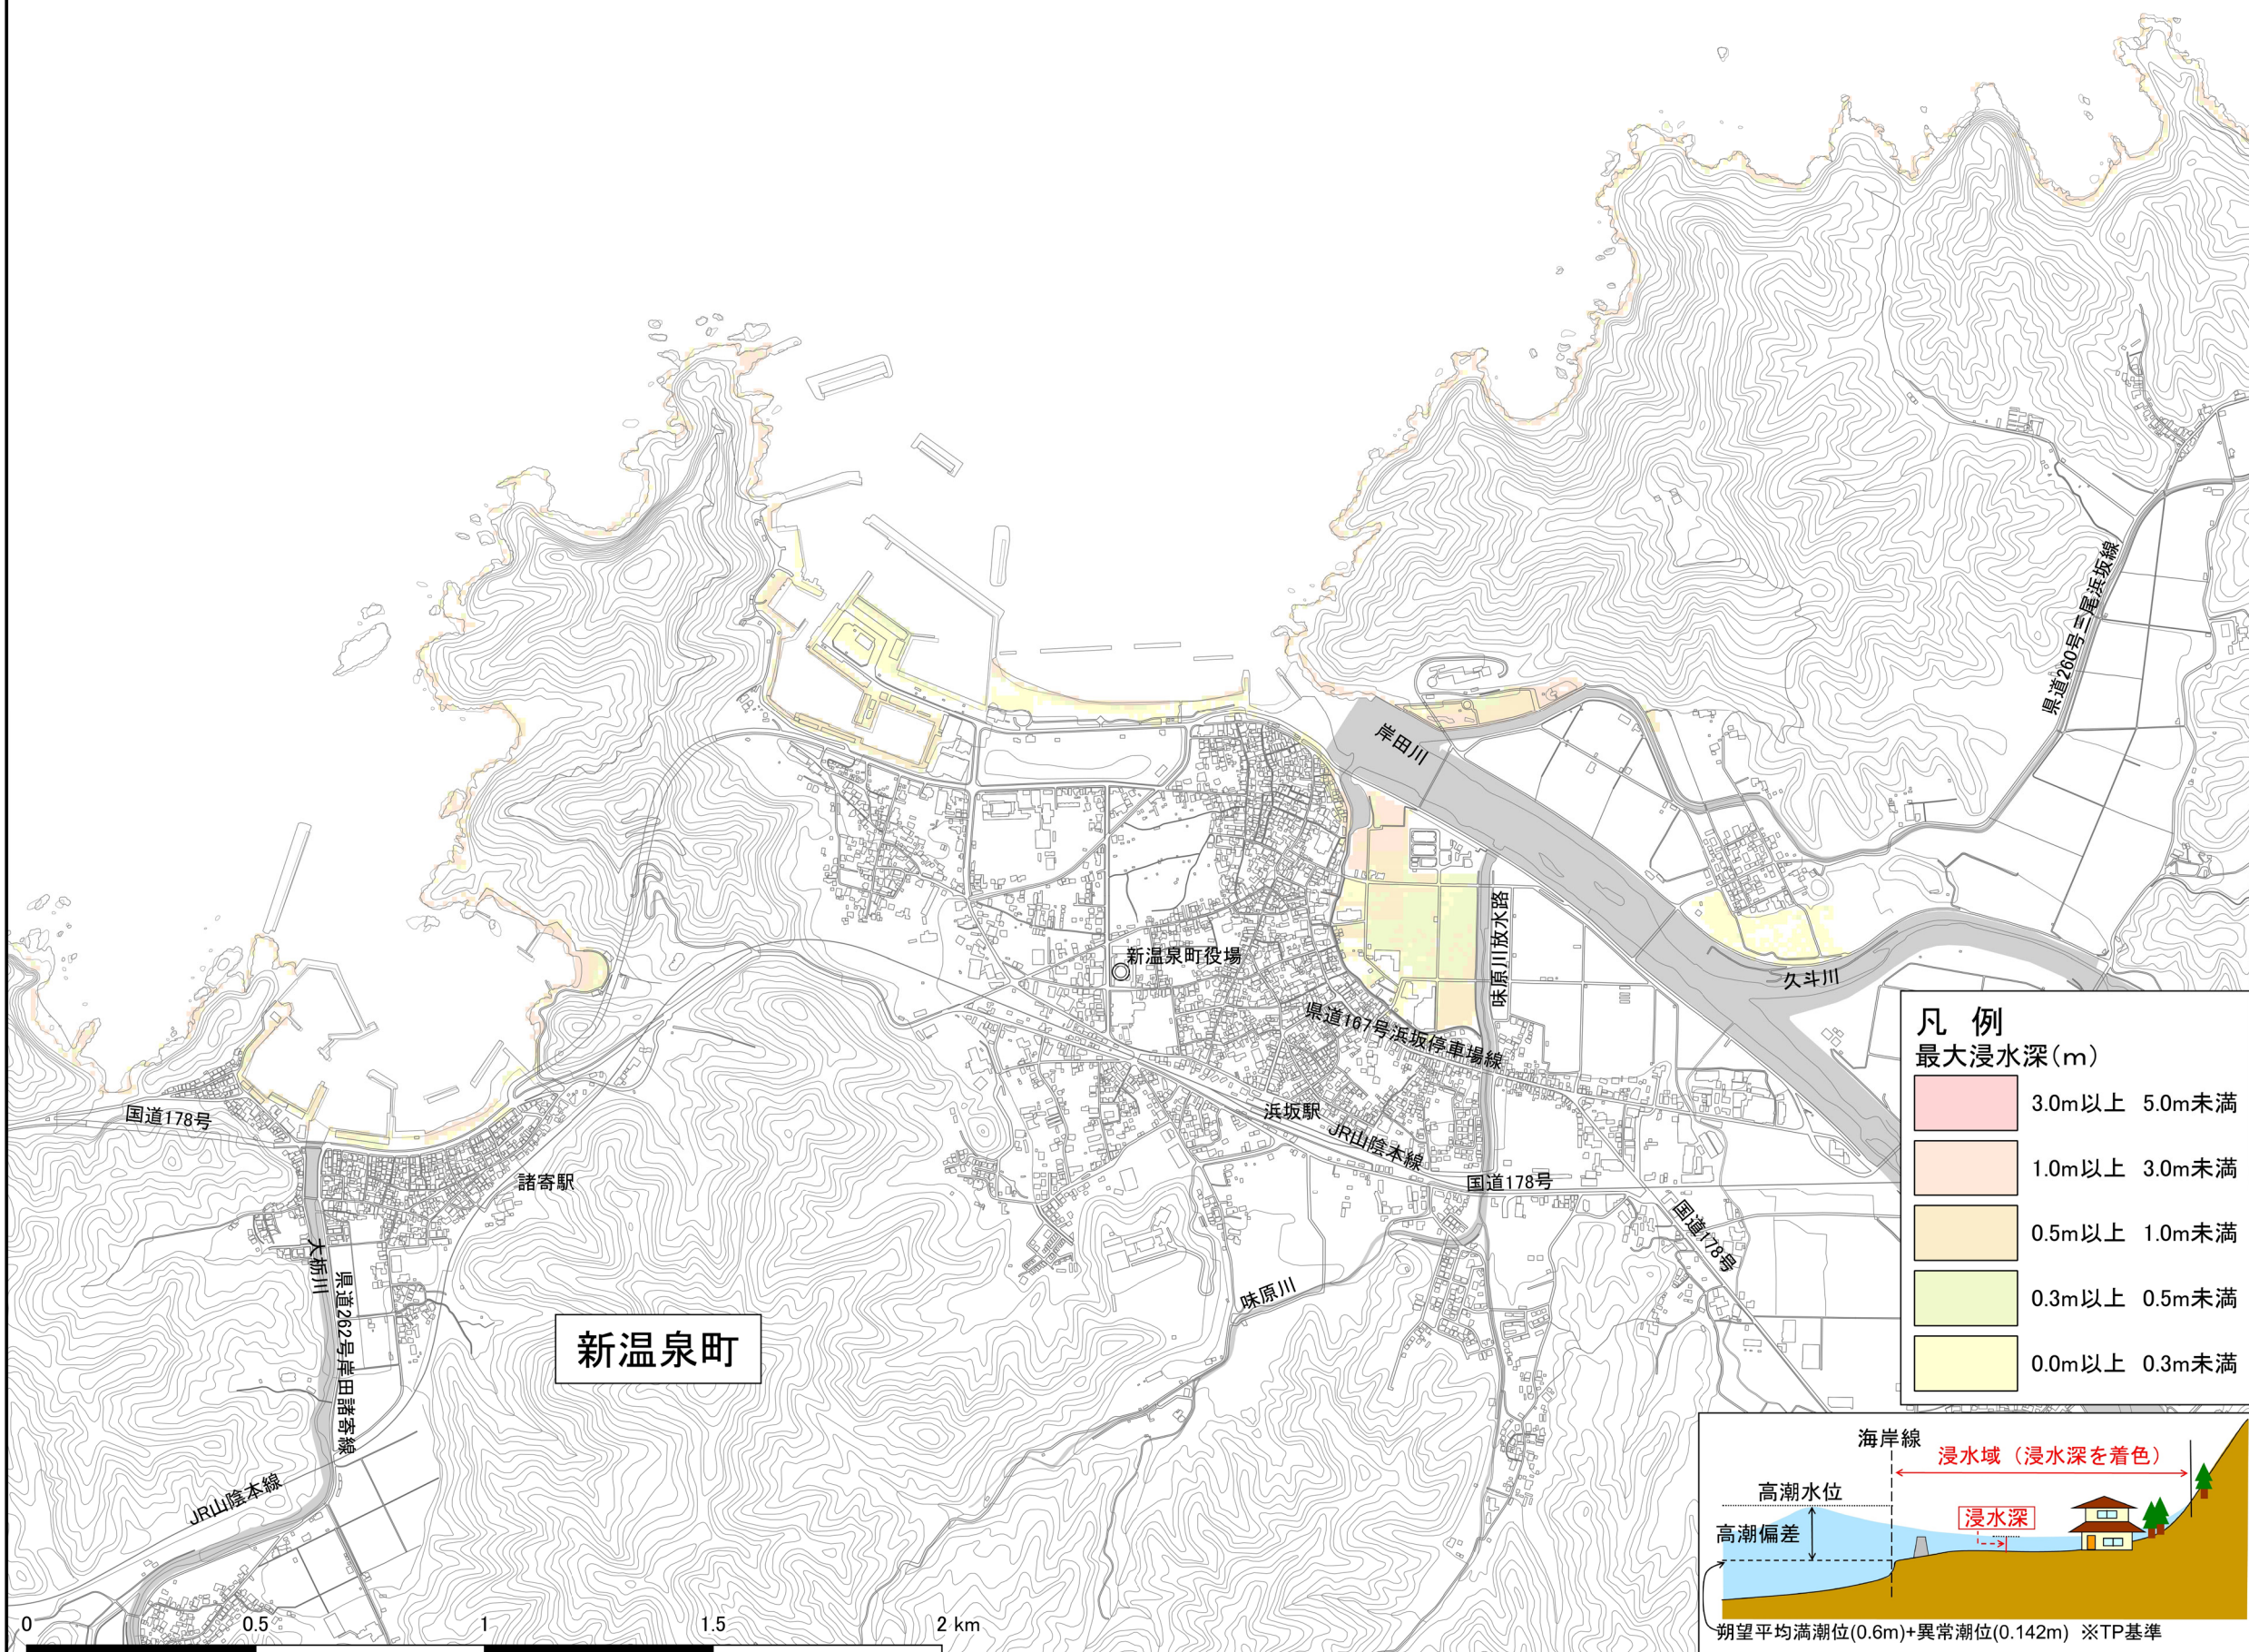 県道260号三尾浜坂線
岸田川
味原川放水路
新温泉町役場
久斗川
県道167号浜坂停車場線
国道178号
浜坂駅
JR山陰本線
諸寄駅
国道178号
国道178号
大栃川
県道262号岸田諸寄線
味原川
新温泉町
JR山陰本線
0 0.5 1 1.5 2 km
凡 例
最大浸水深(m)
3.0m以上 5.0m未満
1.0m以上 3.0m未満
0.5m以上 1.0m未満
0.3m以上 0.5m未満
0.0m以上 0.3m未満
海岸線
浸水域（浸水深を着色）
高潮水位
浸水深
高潮偏差
朔望平均満潮位(0.6m)+異常潮位(0.142m) ※TP基準